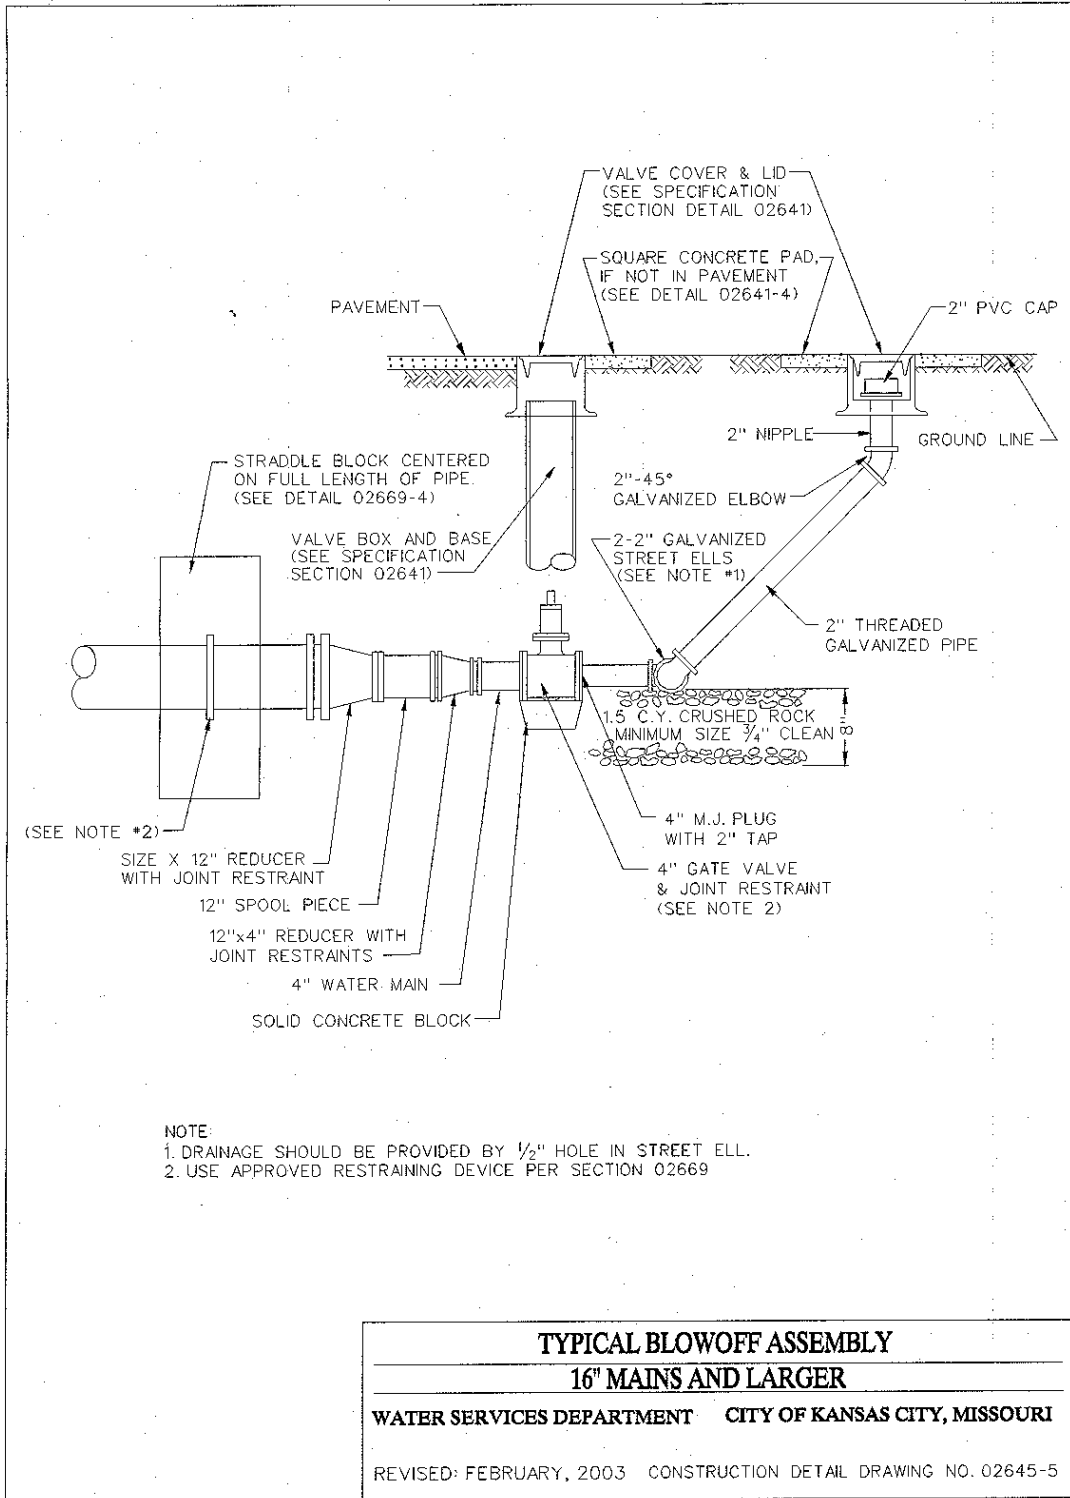 VALVE COVER & LID
(SEE SPECIFICATION
SECTION DETAIL 02641)
SQUARE CONCRETE PAD,
IF NOT IN PAVEMENT
(SEE DETAIL 02641-4)
PAVEMENT
2" PVC CAP
2" NIPPLE
GROUND LINE
STRADDLE BLOCK CENTERED
ON FULL LENGTH OF PIPE.
(SEE DETAIL 02669-4)
2"-45°
GALVANIZED ELBOW
VALVE BOX AND BASE
(SEE SPECIFICATION
SECTION 02641)
2-2" GALVANIZED
STREET ELLS
(SEE NOTE #1)
2" THREADED
GALVANIZED PIPE
1.5 C.Y. CRUSHED ROCK
MINIMUM SIZE 3/4" CLEAN
8"
(SEE NOTE #2)
4" M.J. PLUG
WITH 2" TAP
SIZE X 12" REDUCER
WITH JOINT RESTRAINT
4" GATE VALVE
& JOINT RESTRAINT
(SEE NOTE 2)
12" SPOOL PIECE
12"x4" REDUCER WITH
JOINT RESTRAINTS
4" WATER MAIN
SOLID CONCRETE BLOCK
NOTE:
1. DRAINAGE SHOULD BE PROVIDED BY 1/2" HOLE IN STREET ELL.
2. USE APPROVED RESTRAINING DEVICE PER SECTION 02669
TYPICAL BLOWOFF ASSEMBLY
16" MAINS AND LARGER
WATER SERVICES DEPARTMENT CITY OF KANSAS CITY, MISSOURI
REVISED: FEBRUARY, 2003 CONSTRUCTION DETAIL DRAWING NO. 02645-5